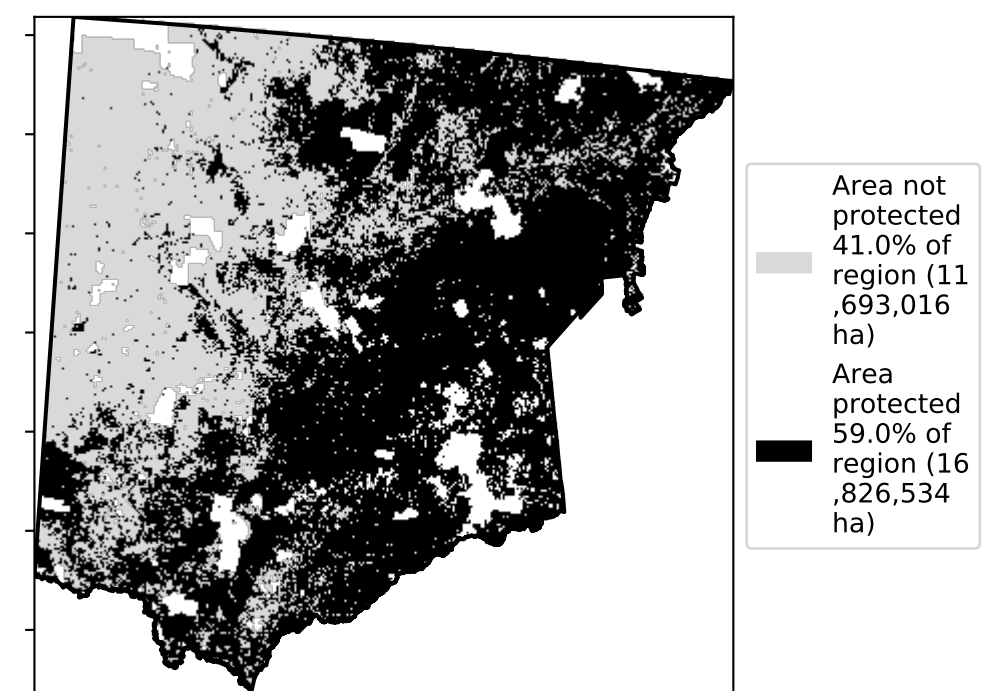 Area not
protected
41.0% of
region (11
,693,016
ha)
Area
protected
59.0% of
region (16
,826,534
ha)